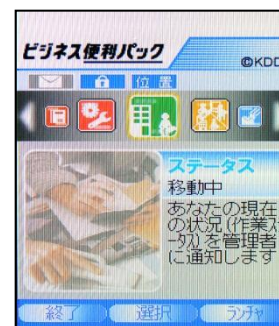 ビジネス便利パック
©KDD
位置
ステータス
移動中
あなたの現在
の状況(作業ｽﾃ
ｰﾀｽ)を管理者
に通知します
終了 選択 ﾗﾝﾁｬ